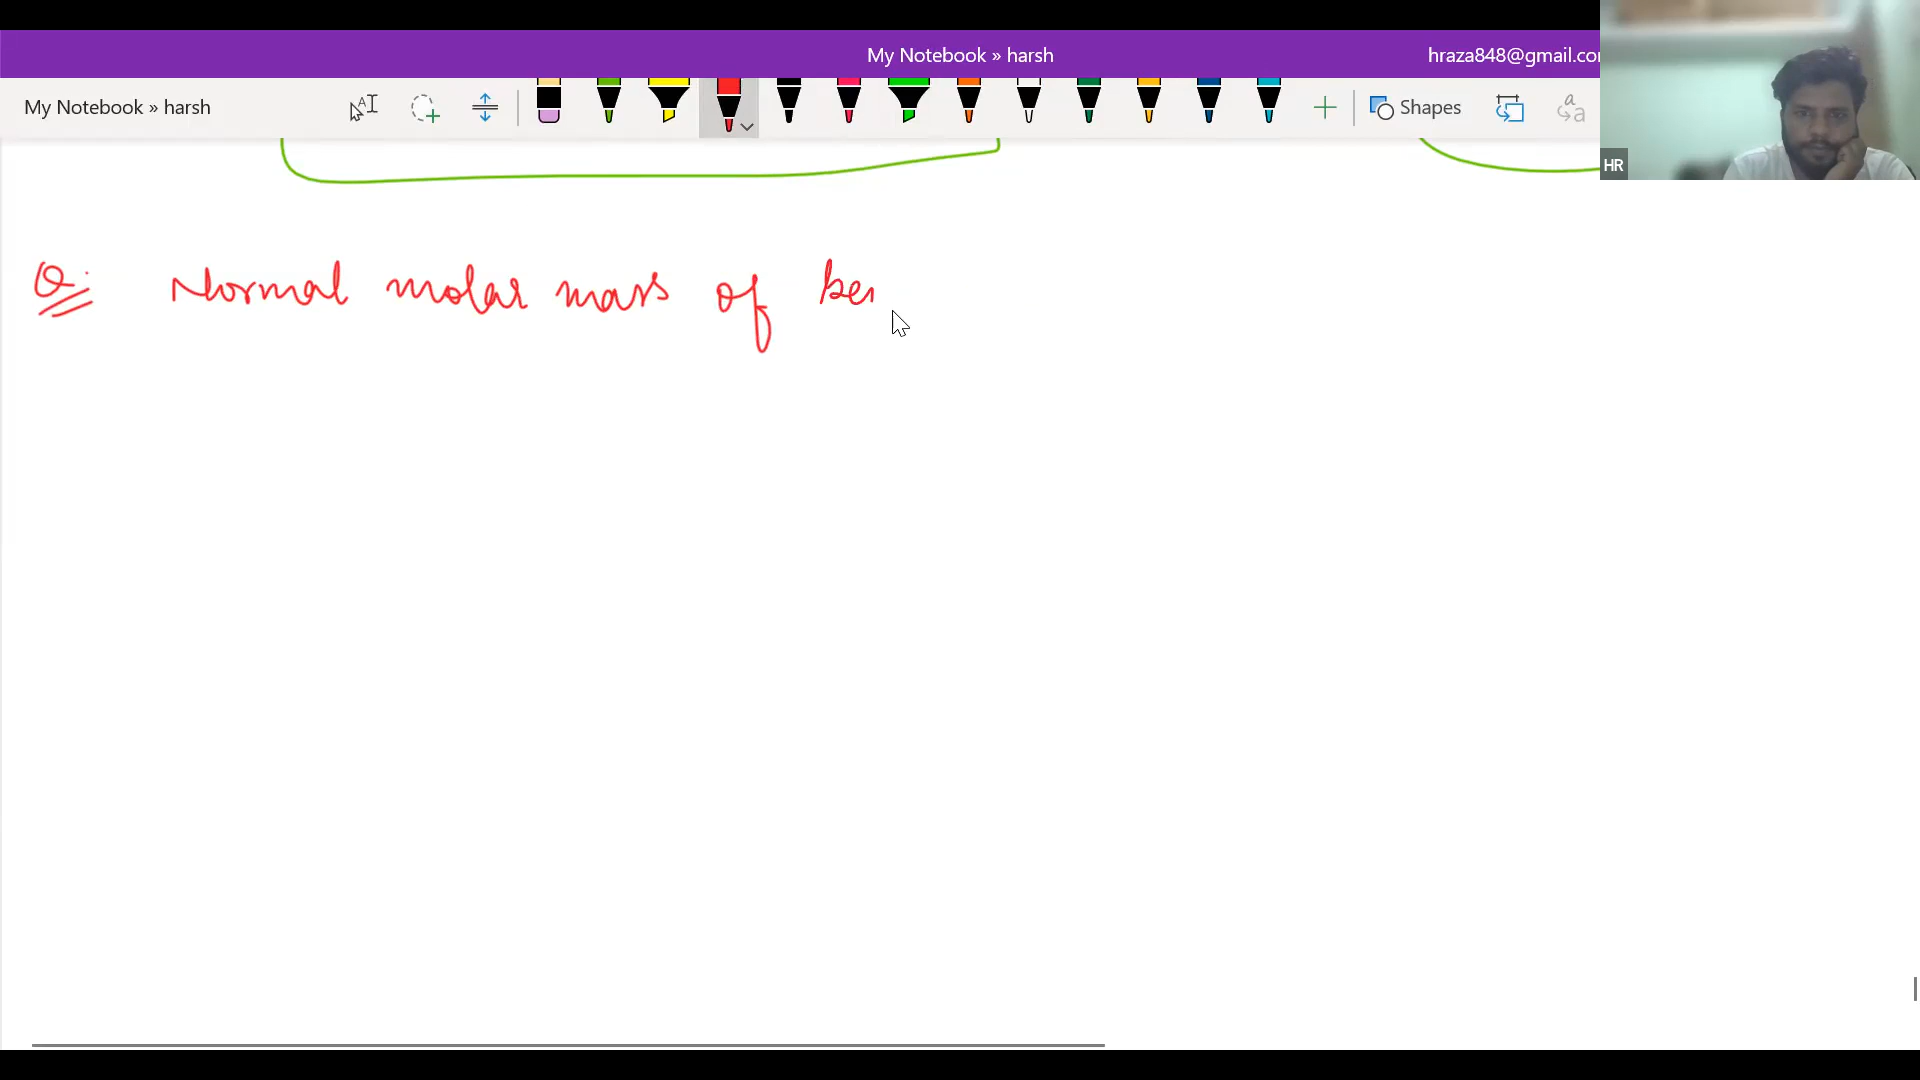 My Notebook » harsh
hraza848@gmail.co
My Notebook » harsh
Shapes
HR
Q. Normal molar mass of ben